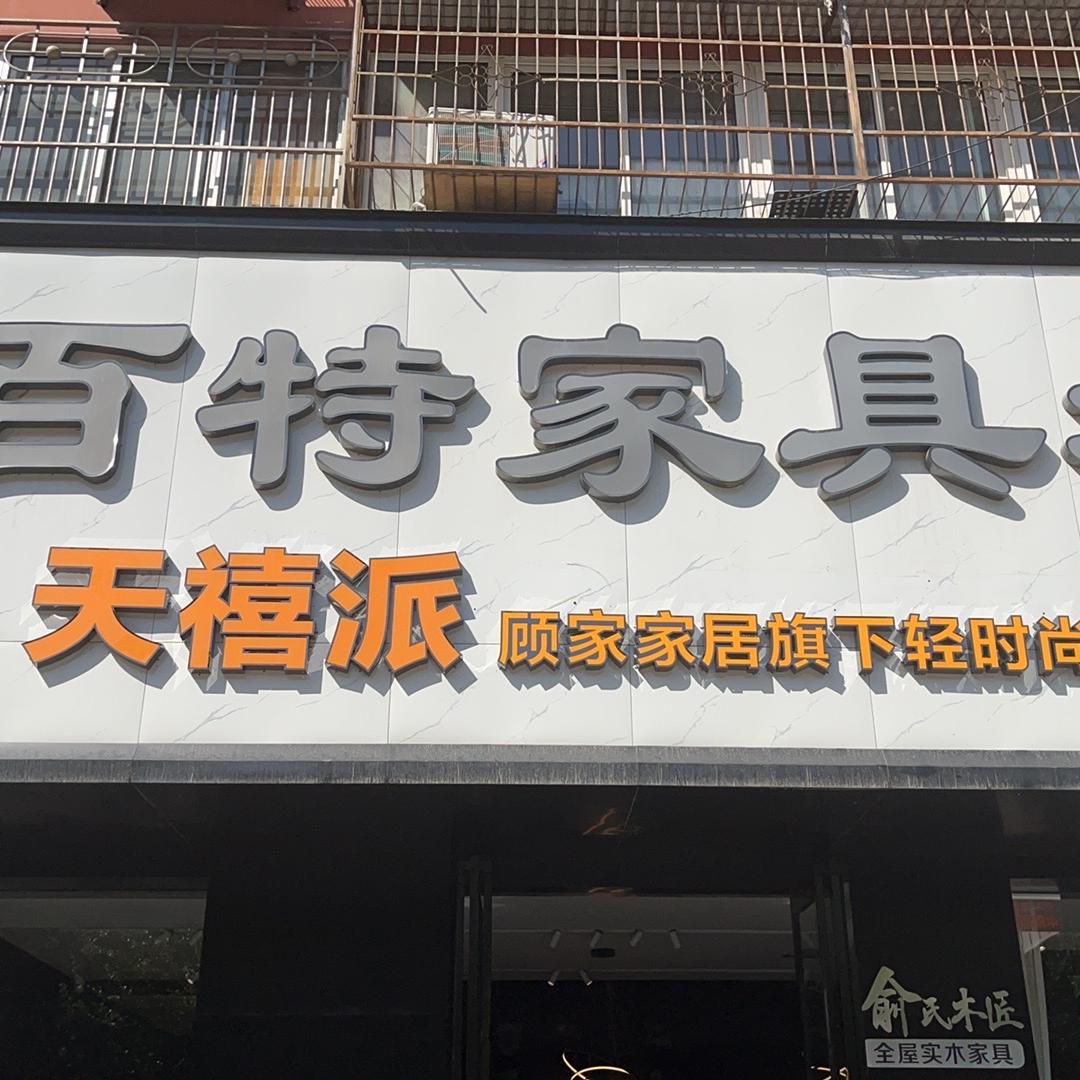 百特家具
天禧派 顾家家居旗下轻时尚
俞氏木匠
全屋实木家具